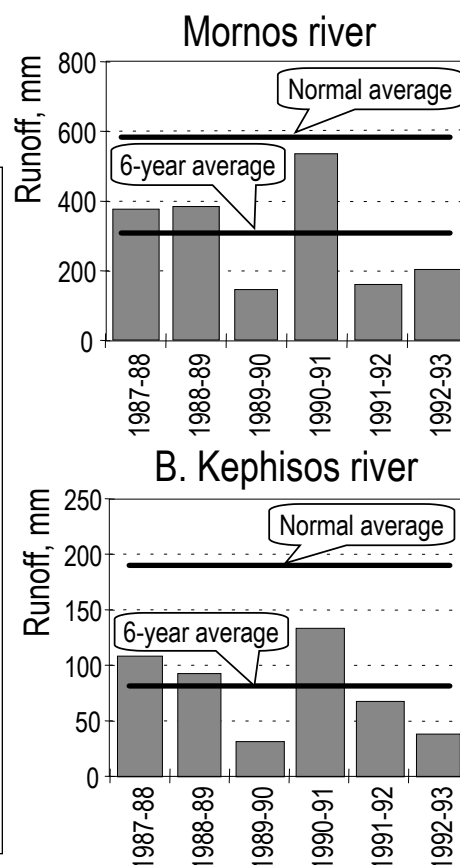 Mornos river
Runoff, mm
800
600
400
200
0
Normal average
6-year average
1987-88
1988-89
1989-90
1990-91
1991-92
1992-93
B. Kephisos river
Runoff, mm
250
200
150
100
50
0
Normal average
6-year average
1987-88
1988-89
1989-90
1990-91
1991-92
1992-93